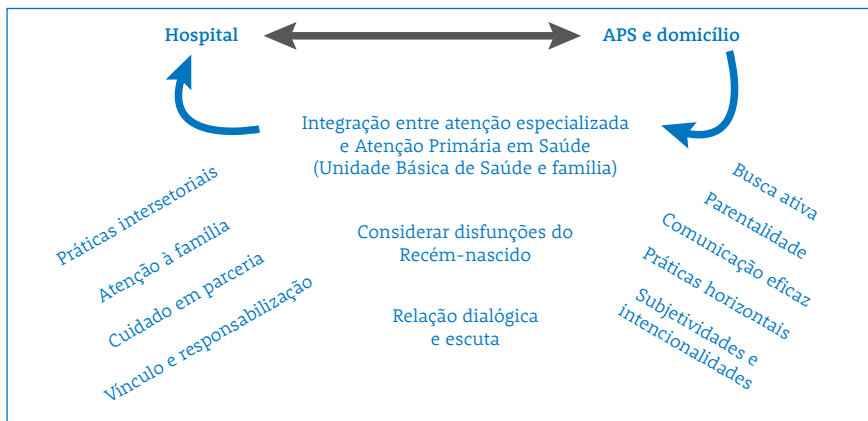 Hospital
APS e domicílio
Integração entre atenção especializada
e Atenção Primária em Saúde
(Unidade Básica de Saúde e família)
Práticas intersetoriais
Atenção à família
Cuidado em parceria
Vínculo e responsabilização
Considerar disfunções do
Recém-nascido
Relação dialógica
e escuta
Busca ativa
Parentalidade
Comunicação eficaz
Práticas horizontais
Subjetividades e
intencionalidades